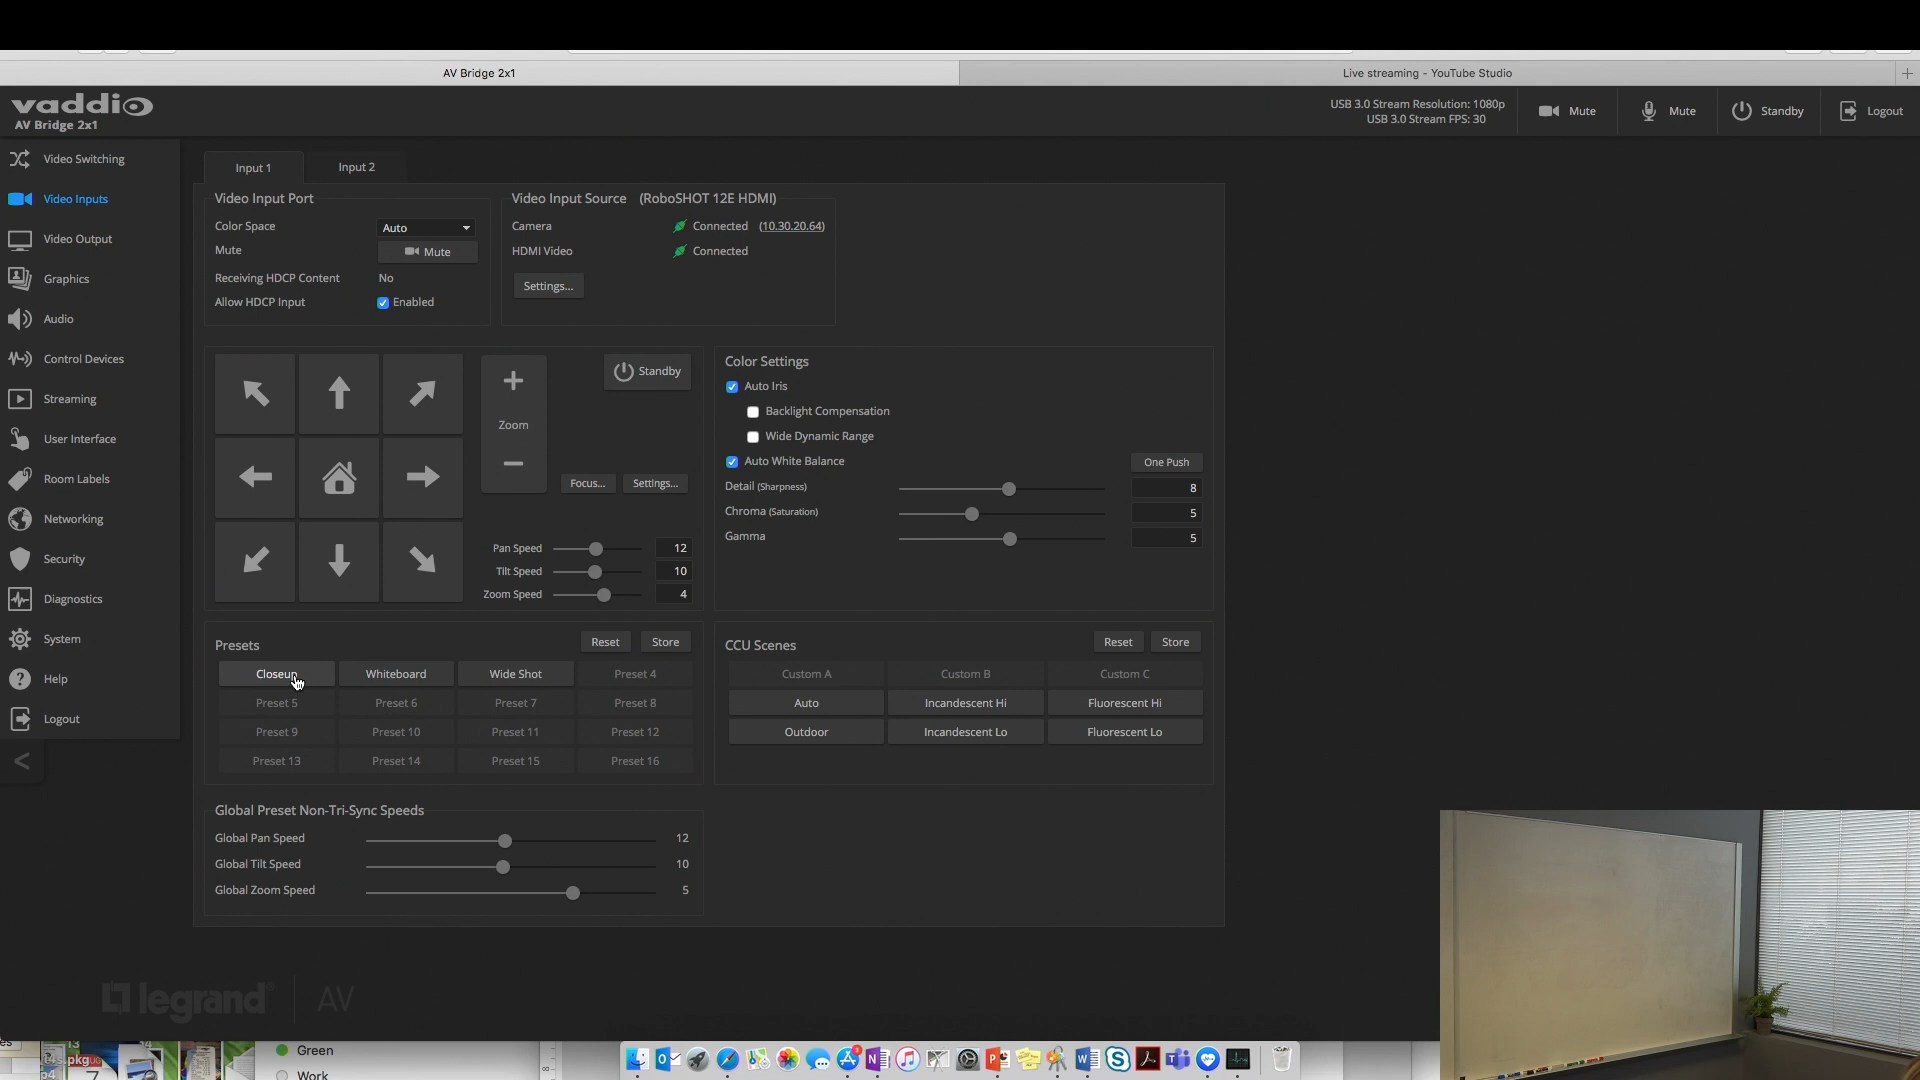 AV Bridge 2x1
Live streaming - YouTube Studio
vaddio
AV Bridge 2x1
USB 3.0 Stream Resolution: 1080p
USB 3.0 Stream FPS: 30
Mute
Mute
Standby
Logout
Video Switching
Video Inputs
Video Output
Graphics
Audio
Control Devices
Streaming
User Interface
Room Labels
Networking
Security
Diagnostics
System
Help
Logout
Input 1
Input 2
Video Input Port
Color Space
Auto
Mute
Mute
Receiving HDCP Content
No
Allow HDCP Input
Enabled
Video Input Source (RoboSHOT 12E HDMI)
Camera
Connected (10.30.20.64)
HDMI Video
Connected
Settings...
Zoom
Standby
Focus...
Settings...
Pan Speed
12
Tilt Speed
10
Zoom Speed
4
Color Settings
Auto Iris
Backlight Compensation
Wide Dynamic Range
Auto White Balance
One Push
Detail (Sharpness)
8
Chroma (Saturation)
5
Gamma
5
Presets
Reset
Store
Closeup
Whiteboard
Wide Shot
Preset 4
Preset 5
Preset 6
Preset 7
Preset 8
Preset 9
Preset 10
Preset 11
Preset 12
Preset 13
Preset 14
Preset 15
Preset 16
CCU Scenes
Reset
Store
Custom A
Custom B
Custom C
Auto
Incandescent Hi
Fluorescent Hi
Outdoor
Incandescent Lo
Fluorescent Lo
Global Preset Non-Tri-Sync Speeds
Global Pan Speed
12
Global Tilt Speed
10
Global Zoom Speed
5
legrand
AV
Green
Work